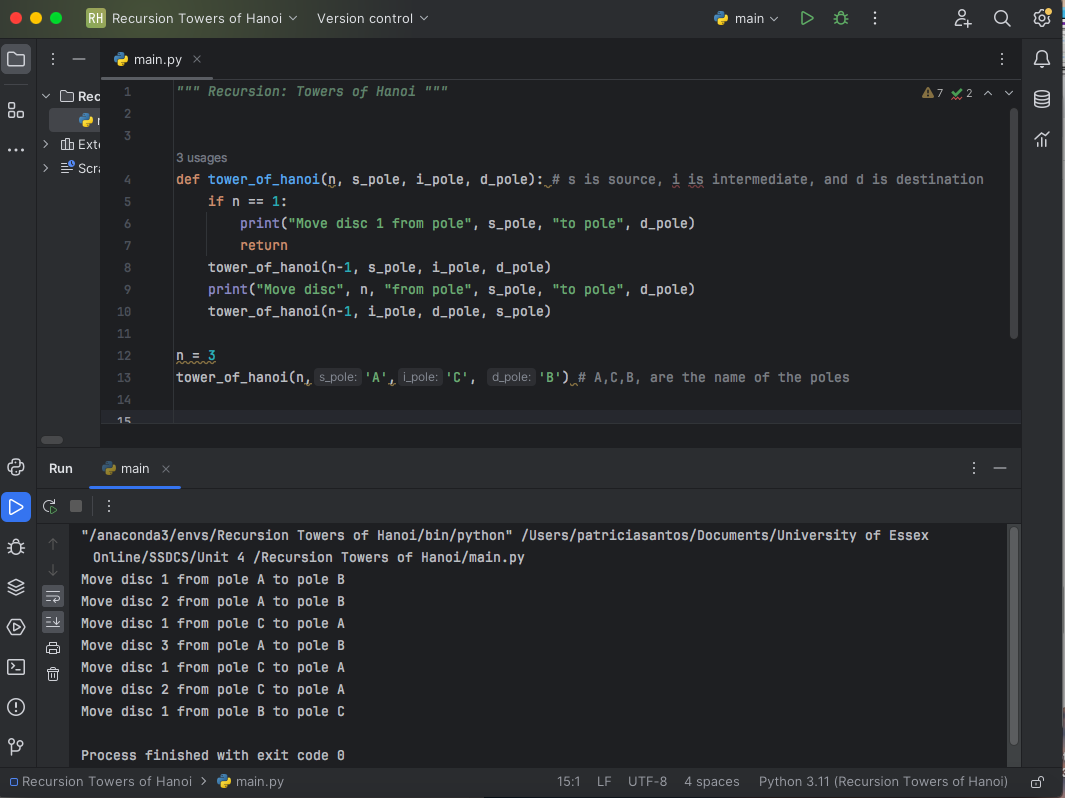 RH Recursion Towers of Hanoi Version control main
main.py
Rec
1 """ Recursion: Towers of Hanoi """
7 2
2
3
Exte
3 usages
Scra
4 def tower_of_hanoi(n, s_pole, i_pole, d_pole): # s is source, i is intermediate, and d is destination
5 if n == 1:
6 print("Move disc 1 from pole", s_pole, "to pole", d_pole)
7 return
8 tower_of_hanoi(n-1, s_pole, i_pole, d_pole)
9 print("Move disc", n, "from pole", s_pole, "to pole", d_pole)
10 tower_of_hanoi(n-1, i_pole, d_pole, s_pole)
11
12 n = 3
13 tower_of_hanoi(n, s_pole: 'A', i_pole: 'C', d_pole: 'B') # A,C,B, are the name of the poles
14
15
Run main
"/anaconda3/envs/Recursion Towers of Hanoi/bin/python" /Users/patriciasantos/Documents/University of Essex
Online/SSDCS/Unit 4 /Recursion Towers of Hanoi/main.py
Move disc 1 from pole A to pole B
Move disc 2 from pole A to pole B
Move disc 1 from pole C to pole A
Move disc 3 from pole A to pole B
Move disc 1 from pole C to pole A
Move disc 2 from pole C to pole A
Move disc 1 from pole B to pole C
Process finished with exit code 0
Recursion Towers of Hanoi > main.py 15:1 LF UTF-8 4 spaces Python 3.11 (Recursion Towers of Hanoi)